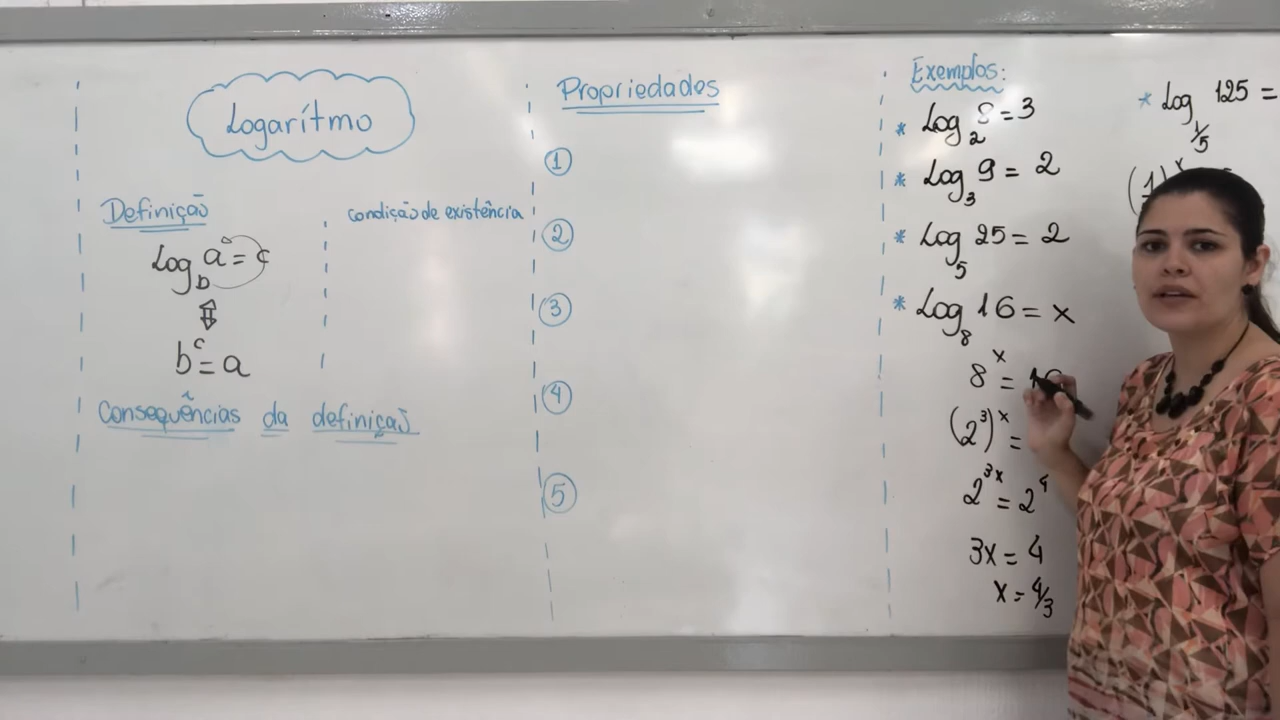 Logarítmo
Definição
condição de existência
Log_b a = c
⇕
b^c = a
Consequências da definição
Propriedades
1
2
3
4
5
Exemplos:
* Log_2 8 = 3
* Log_3 9 = 2
* Log_5 25 = 2
* Log_8 16 = x
8^x = 16
(2^3)^x =
2^3x = 2^4
3x = 4
x = 4/3
* Log_1/5 125 =